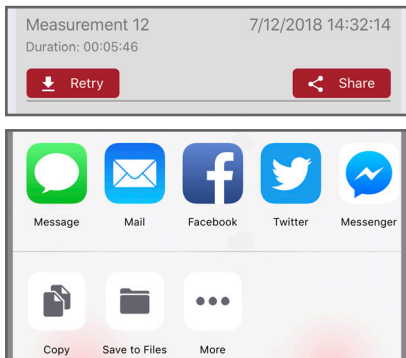 Measurement 12 7/12/2018 14:32:14
Duration: 00:05:46
Retry Share
Message Mail Facebook Twitter Messenger
Copy Save to Files More